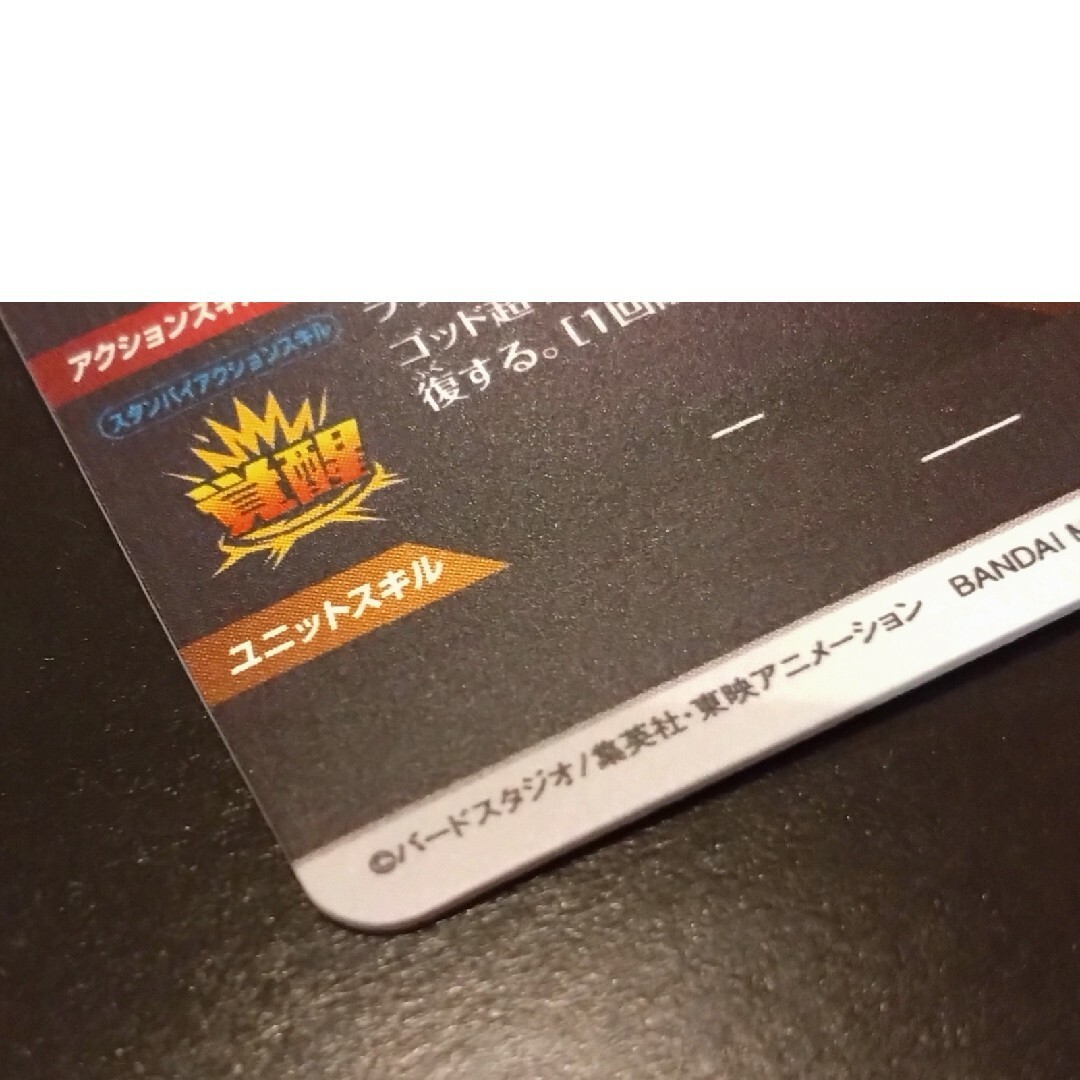 アクションスキル
スタンバイアクションスキル
ゴッド超
ふく
復する。[1回
覚醒
ユニットスキル
©バードスタジオ/集英社・東映アニメーション BANDAI